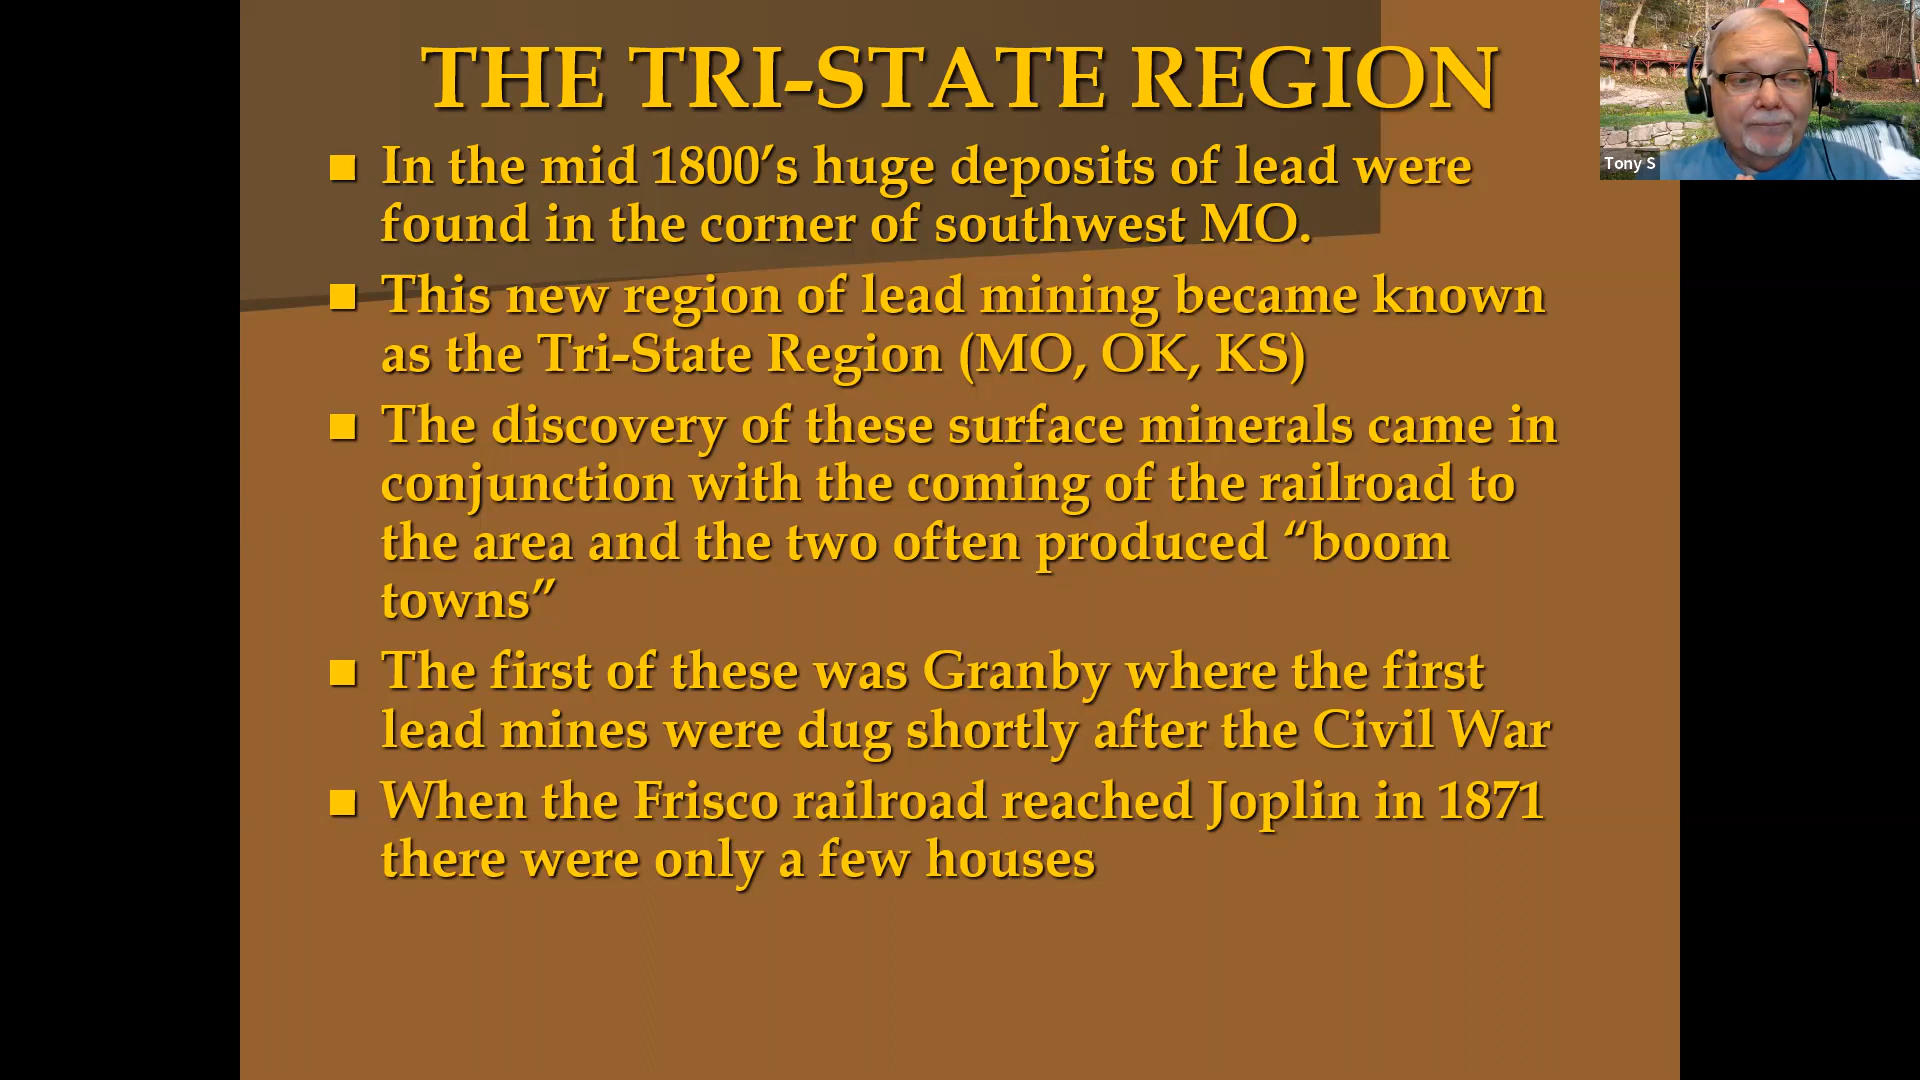 THE TRI-STATE REGION
■ In the mid 1800’s huge deposits of lead were
found in the corner of southwest MO.
■ This new region of lead mining became known
as the Tri-State Region (MO, OK, KS)
■ The discovery of these surface minerals came in
conjunction with the coming of the railroad to
the area and the two often produced “boom
towns”
■ The first of these was Granby where the first
lead mines were dug shortly after the Civil War
■ When the Frisco railroad reached Joplin in 1871
there were only a few houses
Tony S